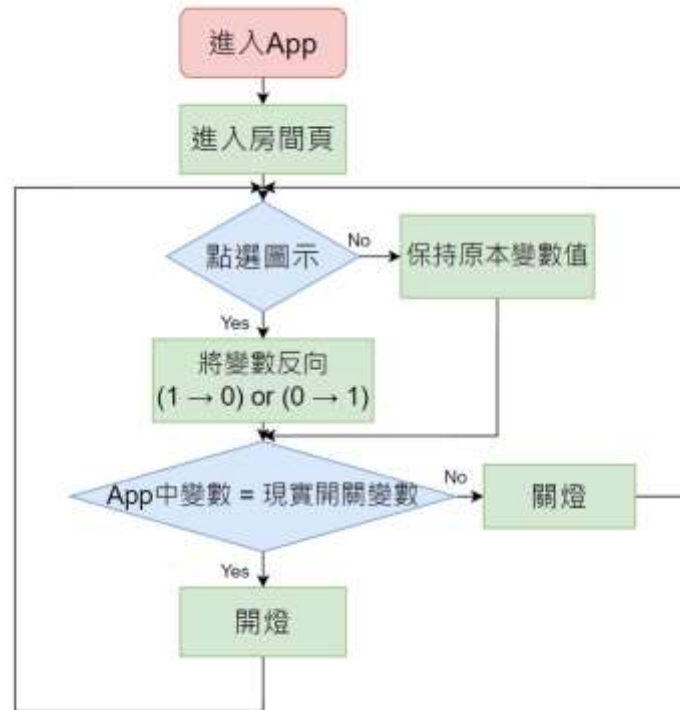 進入App
進入房間頁
點選圖示
No
保持原本變數值
Yes
將變數反向
(1 → 0) or (0 → 1)
App中變數 = 現實開關變數
No
關燈
Yes
開燈